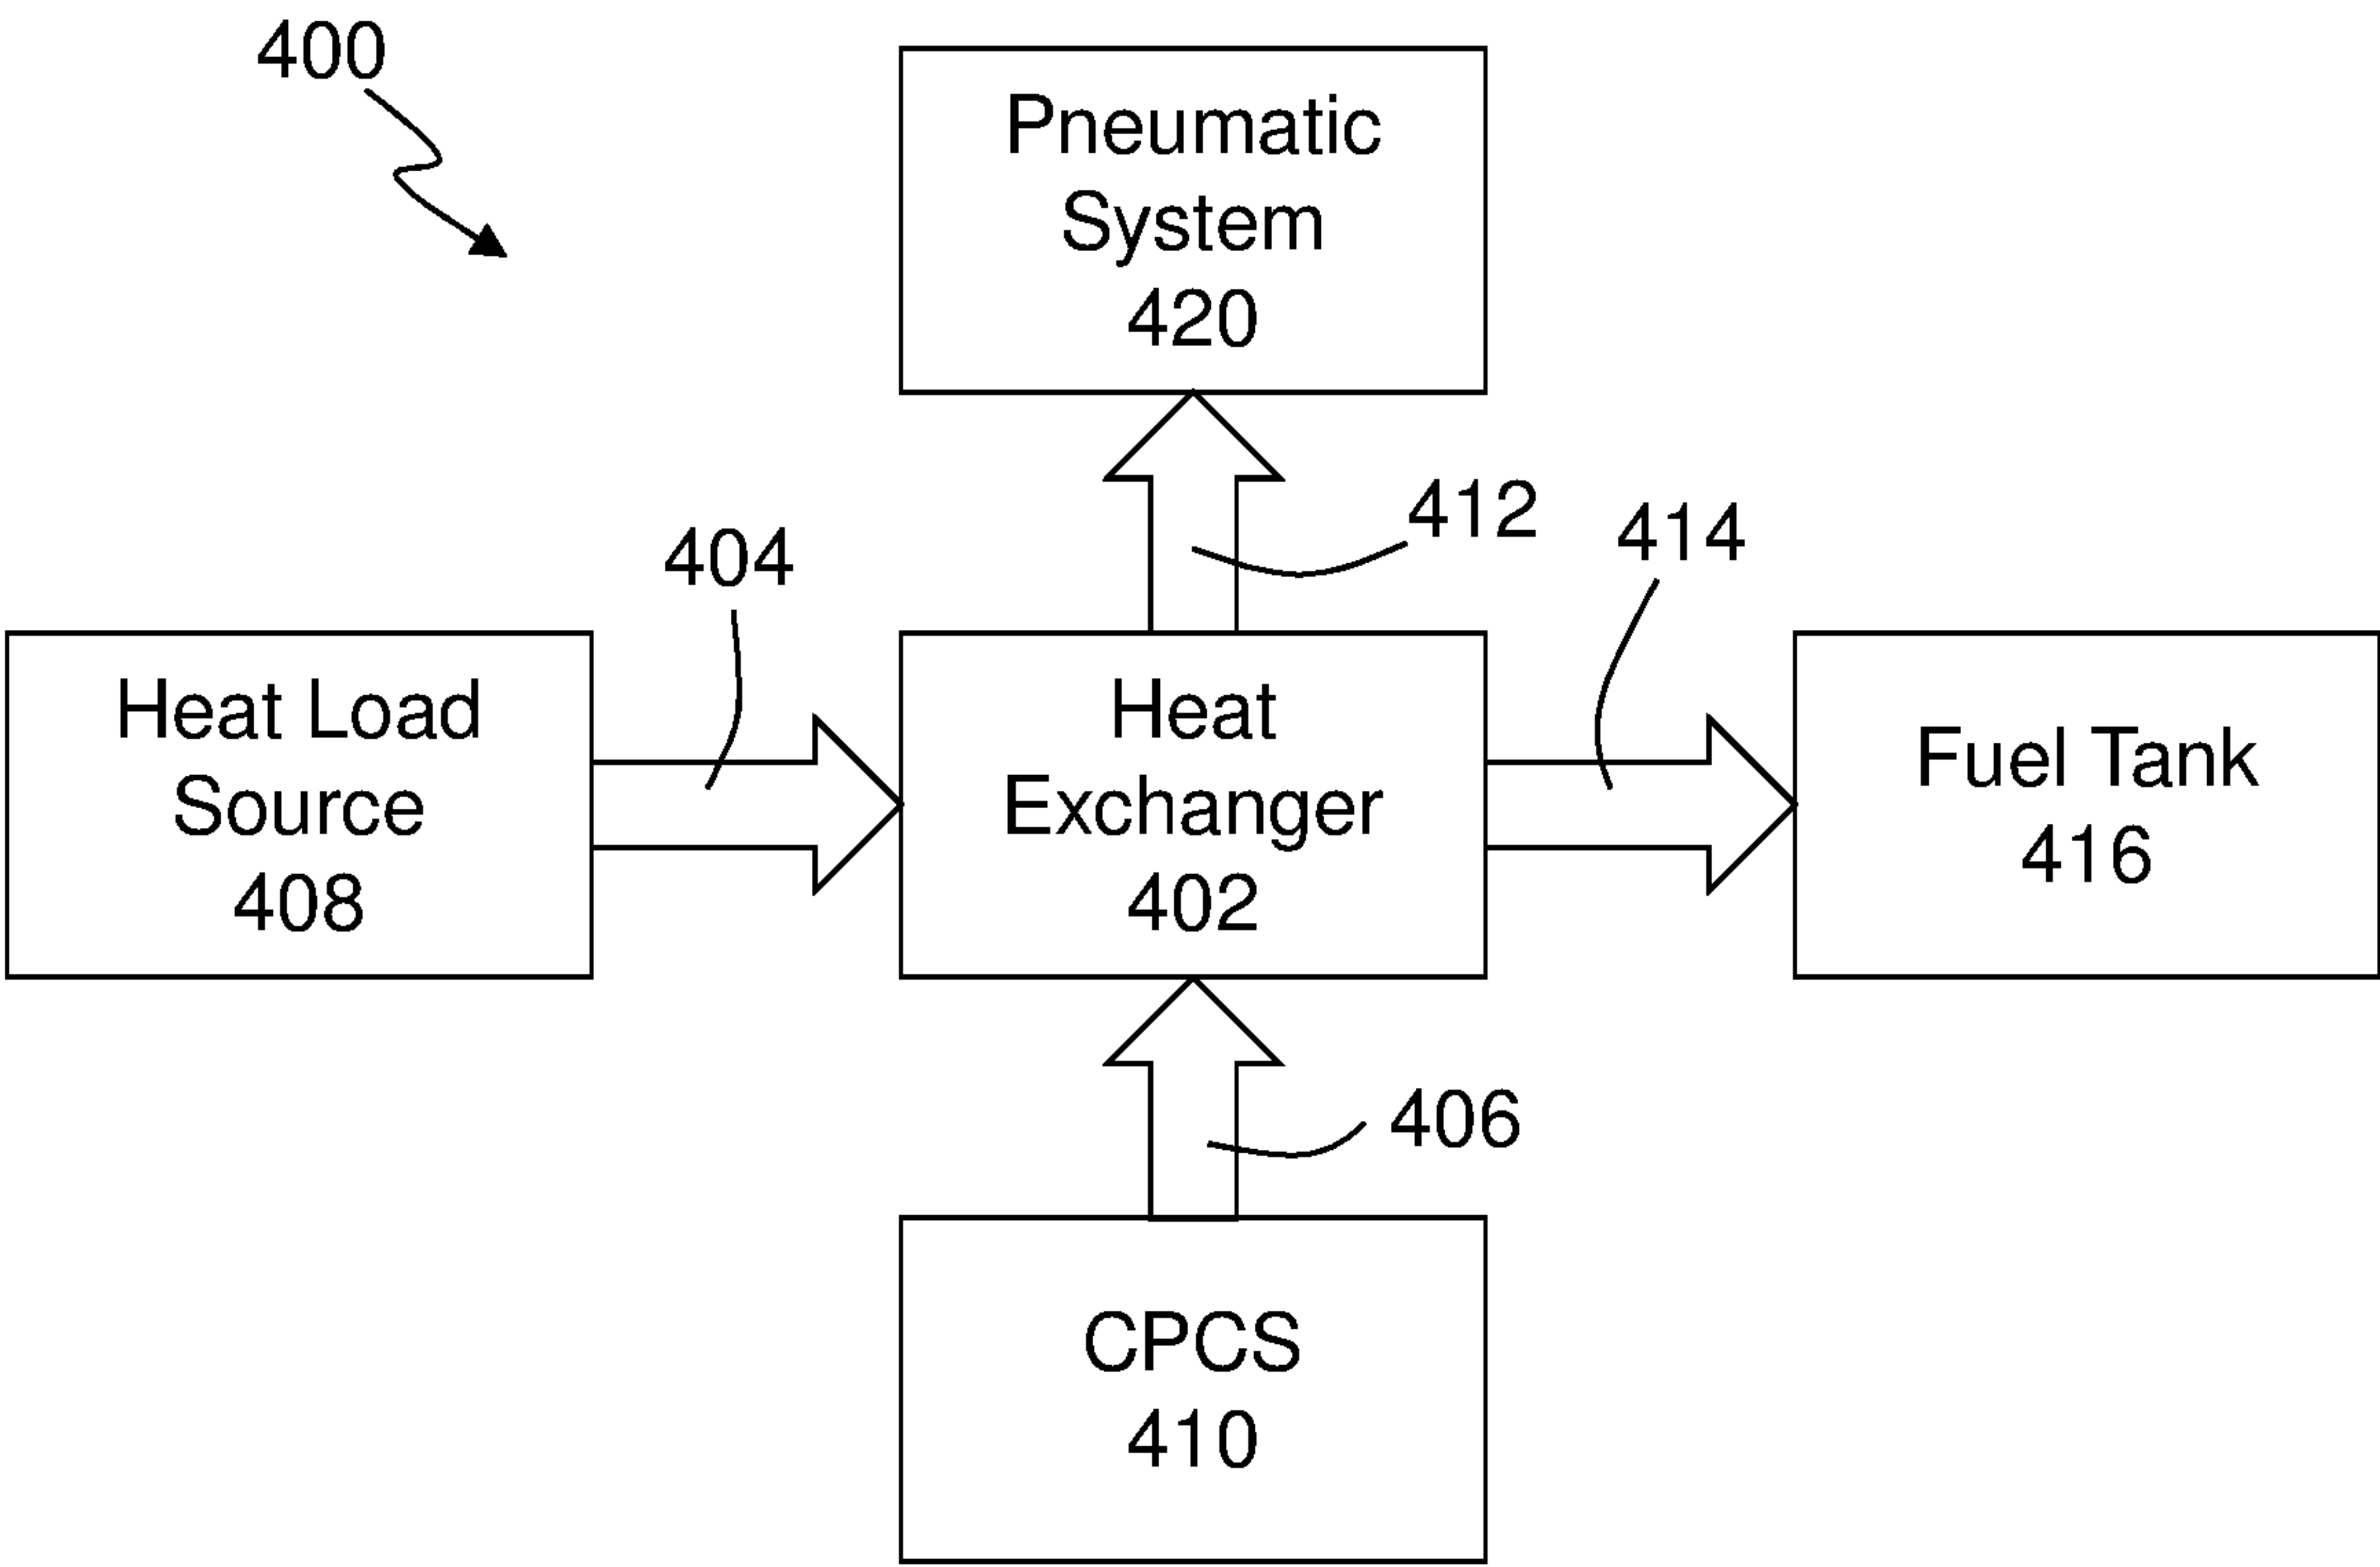 400
Pneumatic
System
420
412
414
404
Heat Load
Source
408
Heat
Exchanger
402
Fuel Tank
416
406
CPCS
410